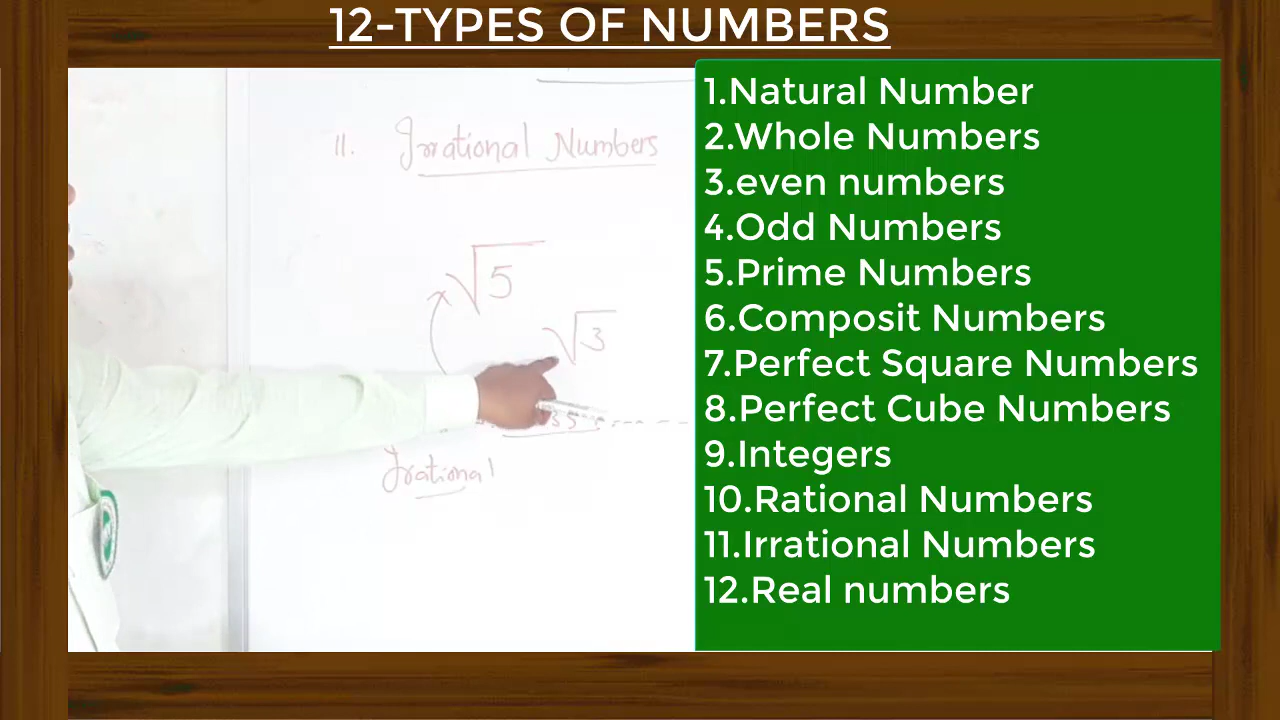 12-TYPES OF NUMBERS
11. Irrational Numbers
√5
√3
35
Irational
1.Natural Number
2.Whole Numbers
3.even numbers
4.Odd Numbers
5.Prime Numbers
6.Composit Numbers
7.Perfect Square Numbers
8.Perfect Cube Numbers
9.Integers
10.Rational Numbers
11.Irrational Numbers
12.Real numbers